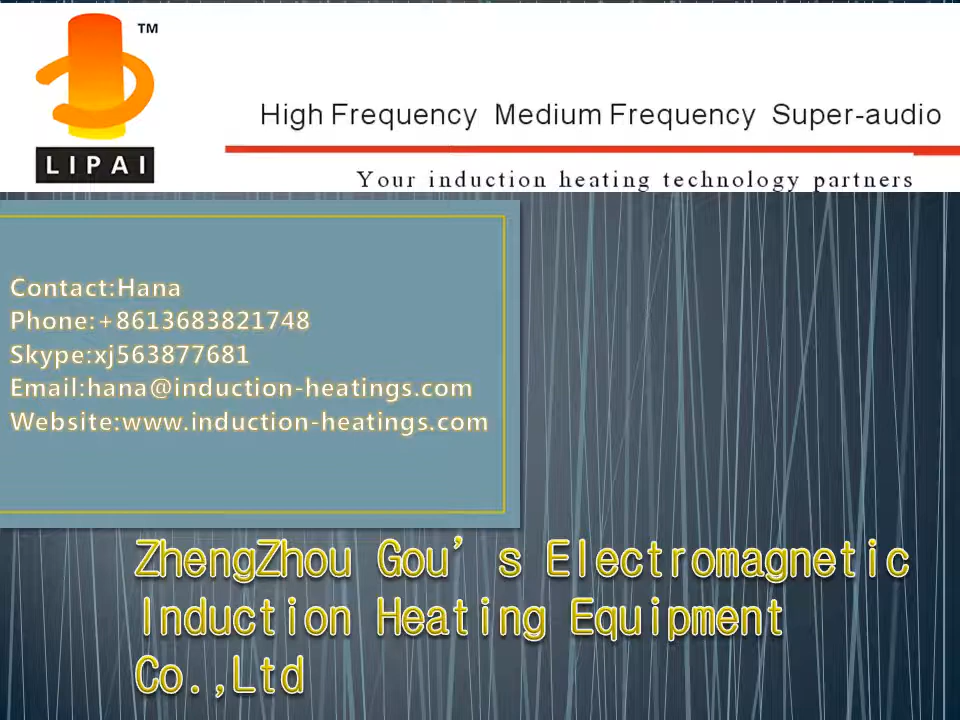 TM
LIPAI
High Frequency Medium Frequency Super-audio
Your induction heating technology partners
Contact:Hana
Phone:+8613683821748
Skype:xj563877681
Email:hana@induction-heatings.com
Website:www.induction-heatings.com
ZhengZhou Gou’s Electromagnetic
Induction Heating Equipment
Co.,Ltd